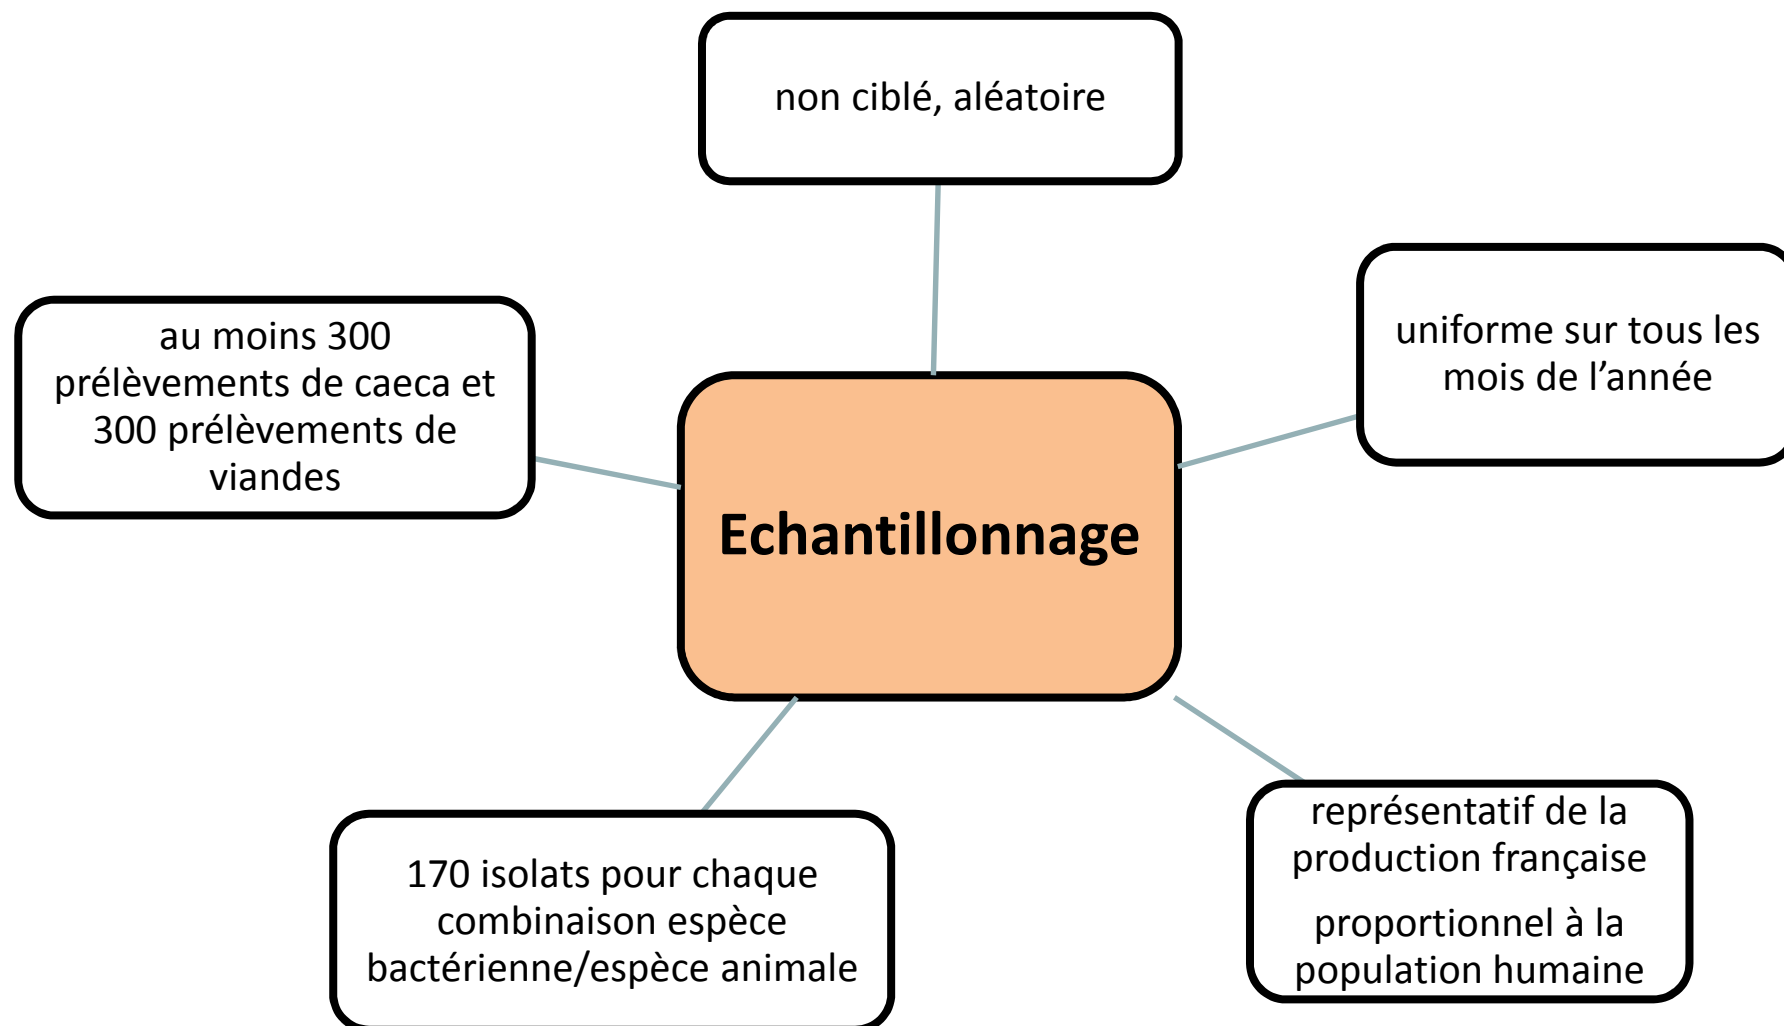 non ciblé, aléatoire
uniforme sur tous les
mois de l’année
au moins 300
prélèvements de caeca et
300 prélèvements de
viandes
Echantillonnage
représentatif de la
production française
proportionnel à la
population humaine
170 isolats pour chaque
combinaison espèce
bactérienne/espèce animale